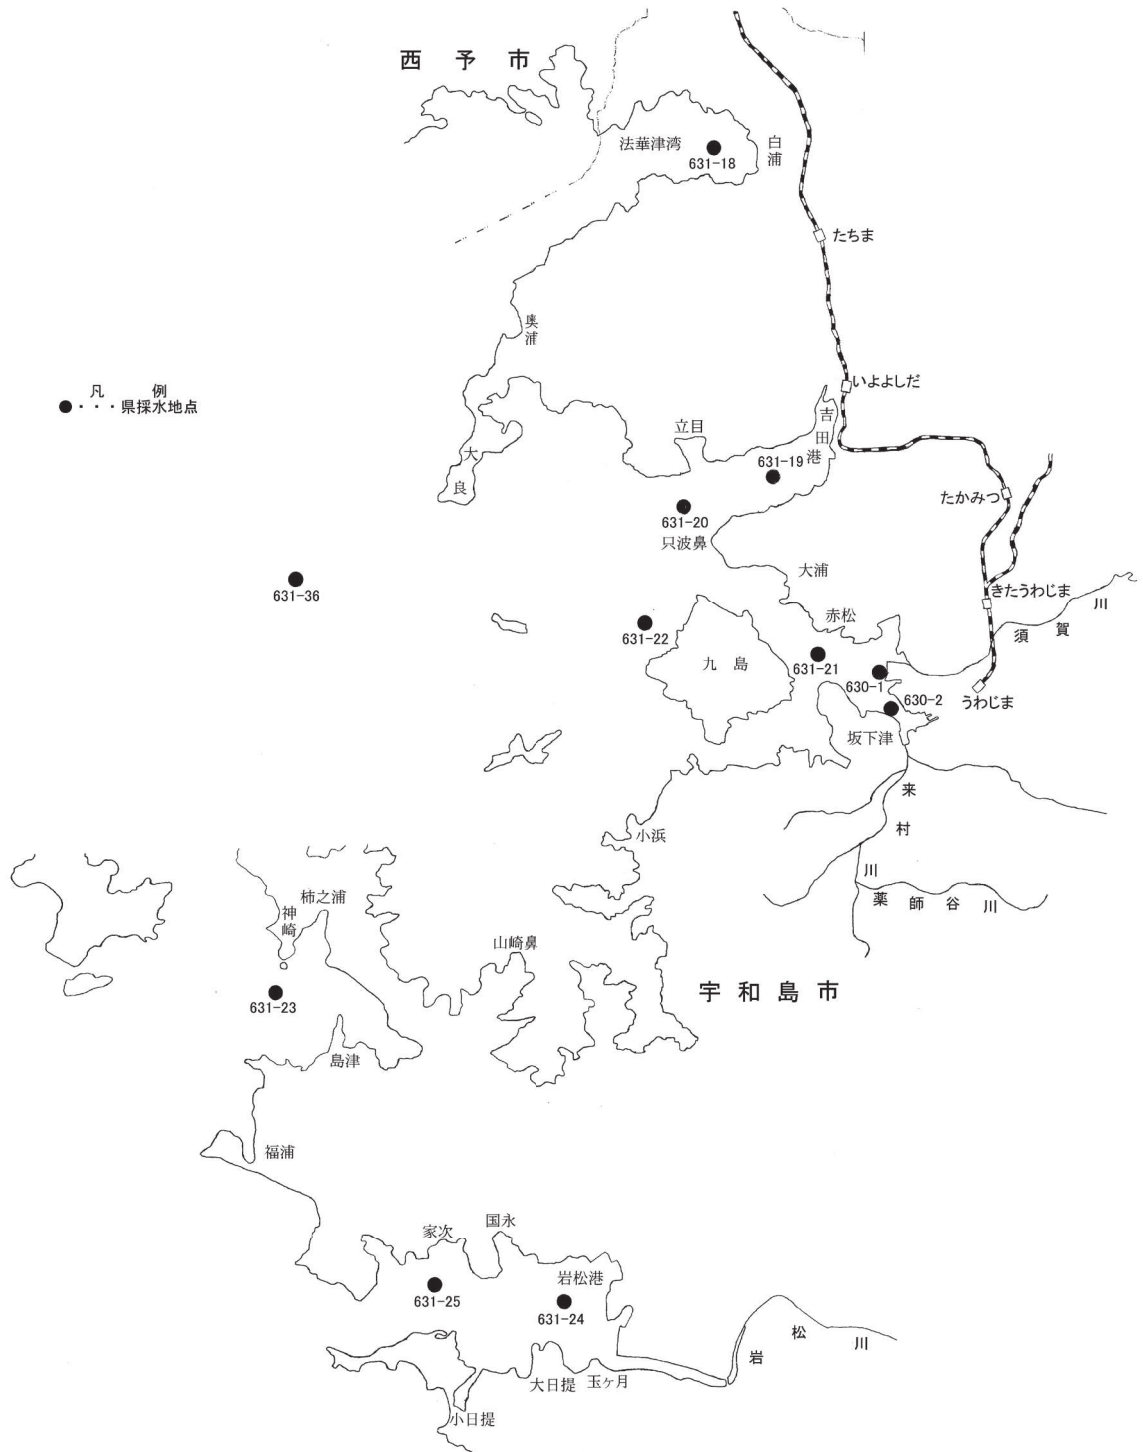 西予市
法華津湾
631-18
白浦
たちま
奥浦
凡例
・・・県採水地点
いよよしだ
吉田港
立目
大良
631-19
たかみつ
631-20
只波鼻
大浦
631-36
きたうわじま
須賀川
赤松
631-22
九島
631-21
630-1
うわじま
630-2
坂下津
来村川
小浜
薬師谷川
柿之浦
神崎
山崎鼻
宇和島市
631-23
島津
福浦
国永
家次
岩松港
631-25
631-24
岩松川
大日提
玉ヶ月
小日提